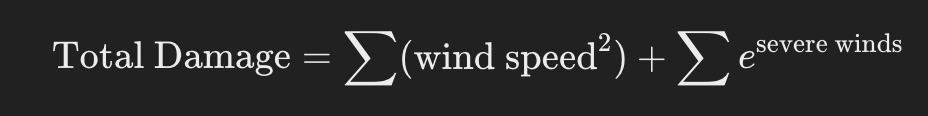 Total Damage = ∑(wind speed²) + ∑ e^severe winds